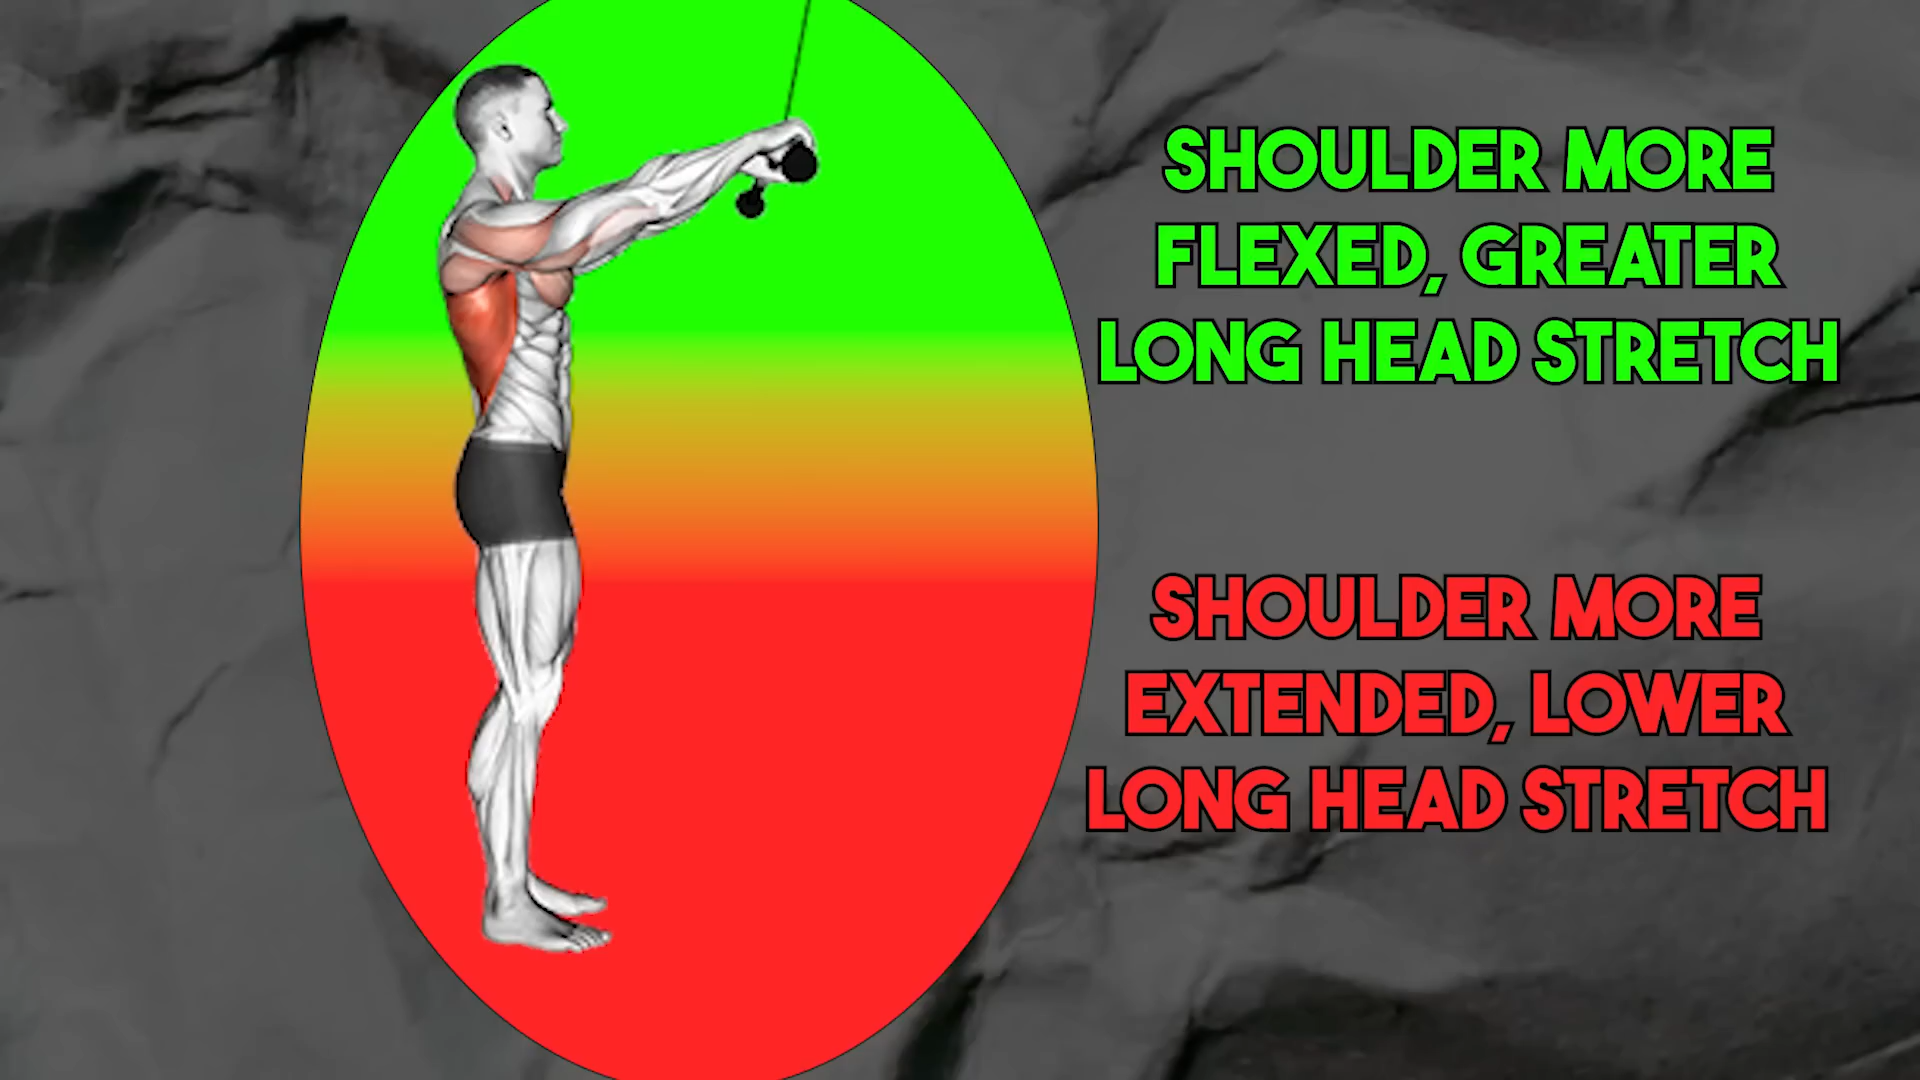 SHOULDER MORE
FLEXED, GREATER
LONG HEAD STRETCH
SHOULDER MORE
EXTENDED, LOWER
LONG HEAD STRETCH